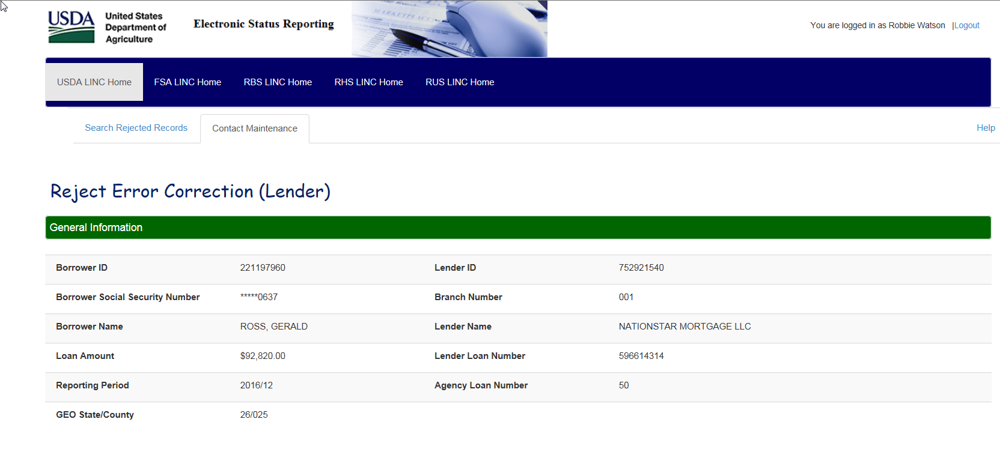 USDA United States Department of Agriculture
Electronic Status Reporting
MARKETPLACE
You are logged in as Robbie Watson |Logout
USDA LINC Home FSA LINC Home RBS LINC Home RHS LINC Home RUS LINC Home
Search Rejected Records Contact Maintenance Help
Reject Error Correction (Lender)
General Information
Borrower ID 221197960 Lender ID 752921540
Borrower Social Security Number *****0637 Branch Number 001
Borrower Name ROSS, GERALD Lender Name NATIONSTAR MORTGAGE LLC
Loan Amount $92,820.00 Lender Loan Number 596614314
Reporting Period 2016/12 Agency Loan Number 50
GEO State/County 26/025